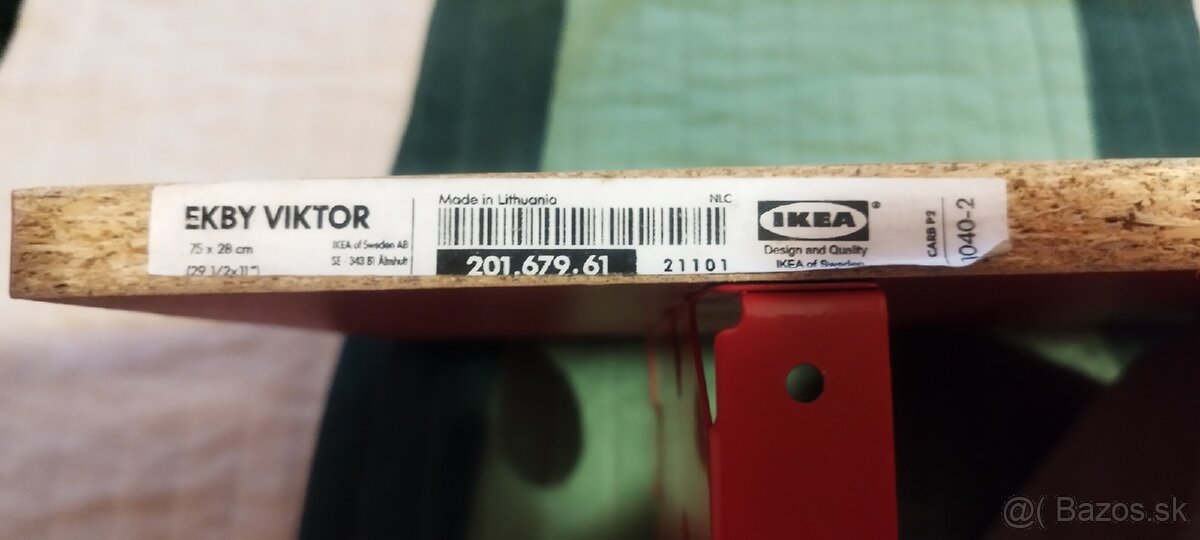 EKBY VIKTOR
75 x 28 cm
(29 1/2x11")
IKEA of Sweden AB
SE - 343 81 Älmhult
Made in Lithuania
NLC
201.679.61
21101
IKEA®
Design and Quality
IKEA of Sweden
CARB P2
1040-2
@( Bazos.sk